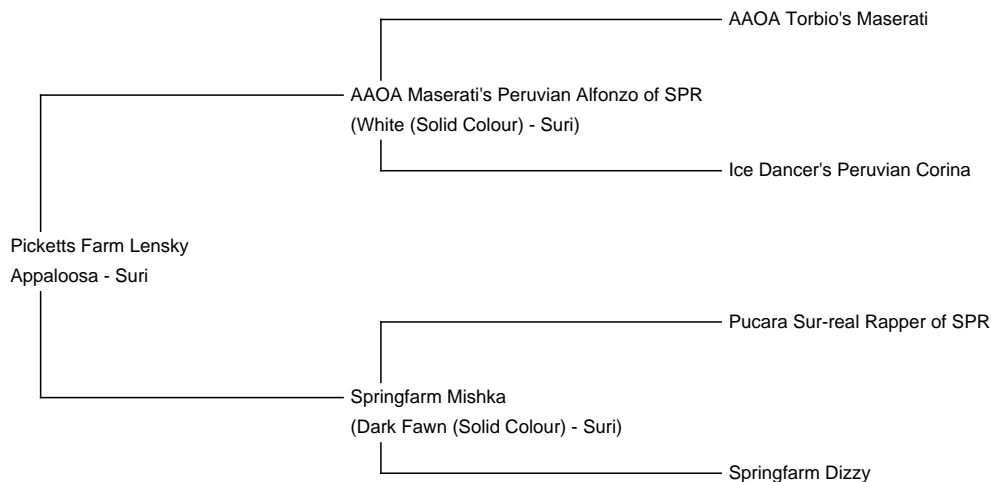 AAOA Torbio's Maserati
AAOA Maserati's Peruvian Alfonzo of SPR
(White (Solid Colour) - Suri)
Ice Dancer's Peruvian Corina
Picketts Farm Lensky
Appaloosa - Suri
Pucara Sur-real Rapper of SPR
Springfarm Mishka
(Dark Fawn (Solid Colour) - Suri)
Springfarm Dizzy